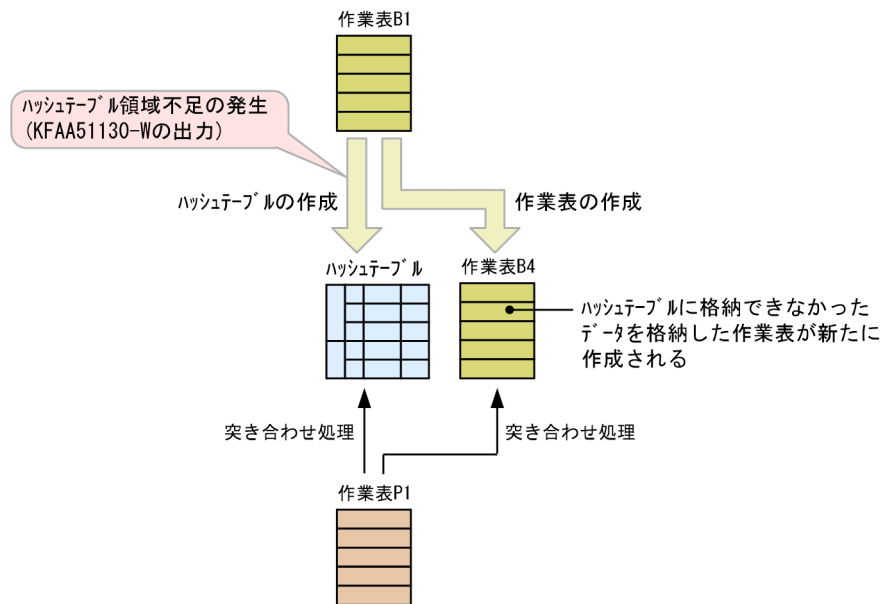 作業表B1
ﾊｯｼｭﾃｰﾌﾞﾙ領域不足の発生
(KFAA51130-Wの出力)
ﾊｯｼｭﾃｰﾌﾞﾙの作成
作業表の作成
ﾊｯｼｭﾃｰﾌﾞﾙ
作業表B4
ﾊｯｼｭﾃｰﾌﾞﾙに格納できなかった
ﾃﾞｰﾀを格納した作業表が新たに
作成される
突き合わせ処理
突き合わせ処理
作業表P1